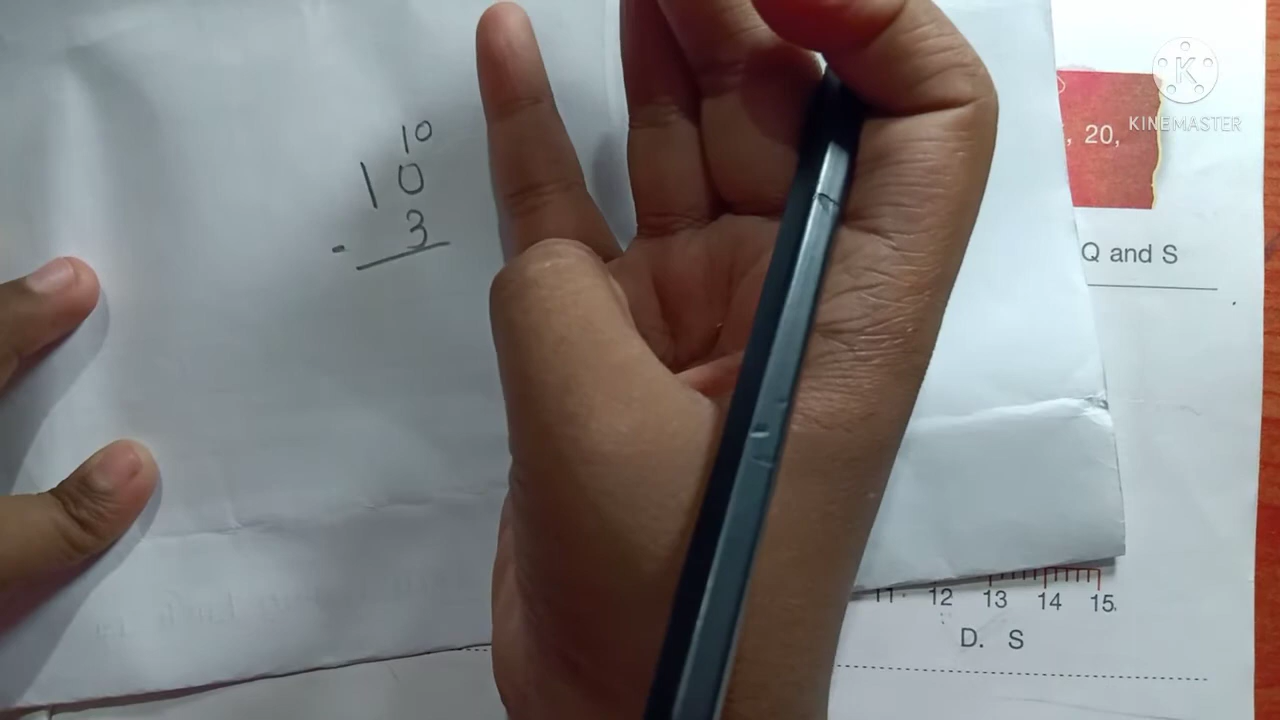 10
10
- 3
KINEMASTER
, 20,
Q and S
11 12 13 14 15
D. S